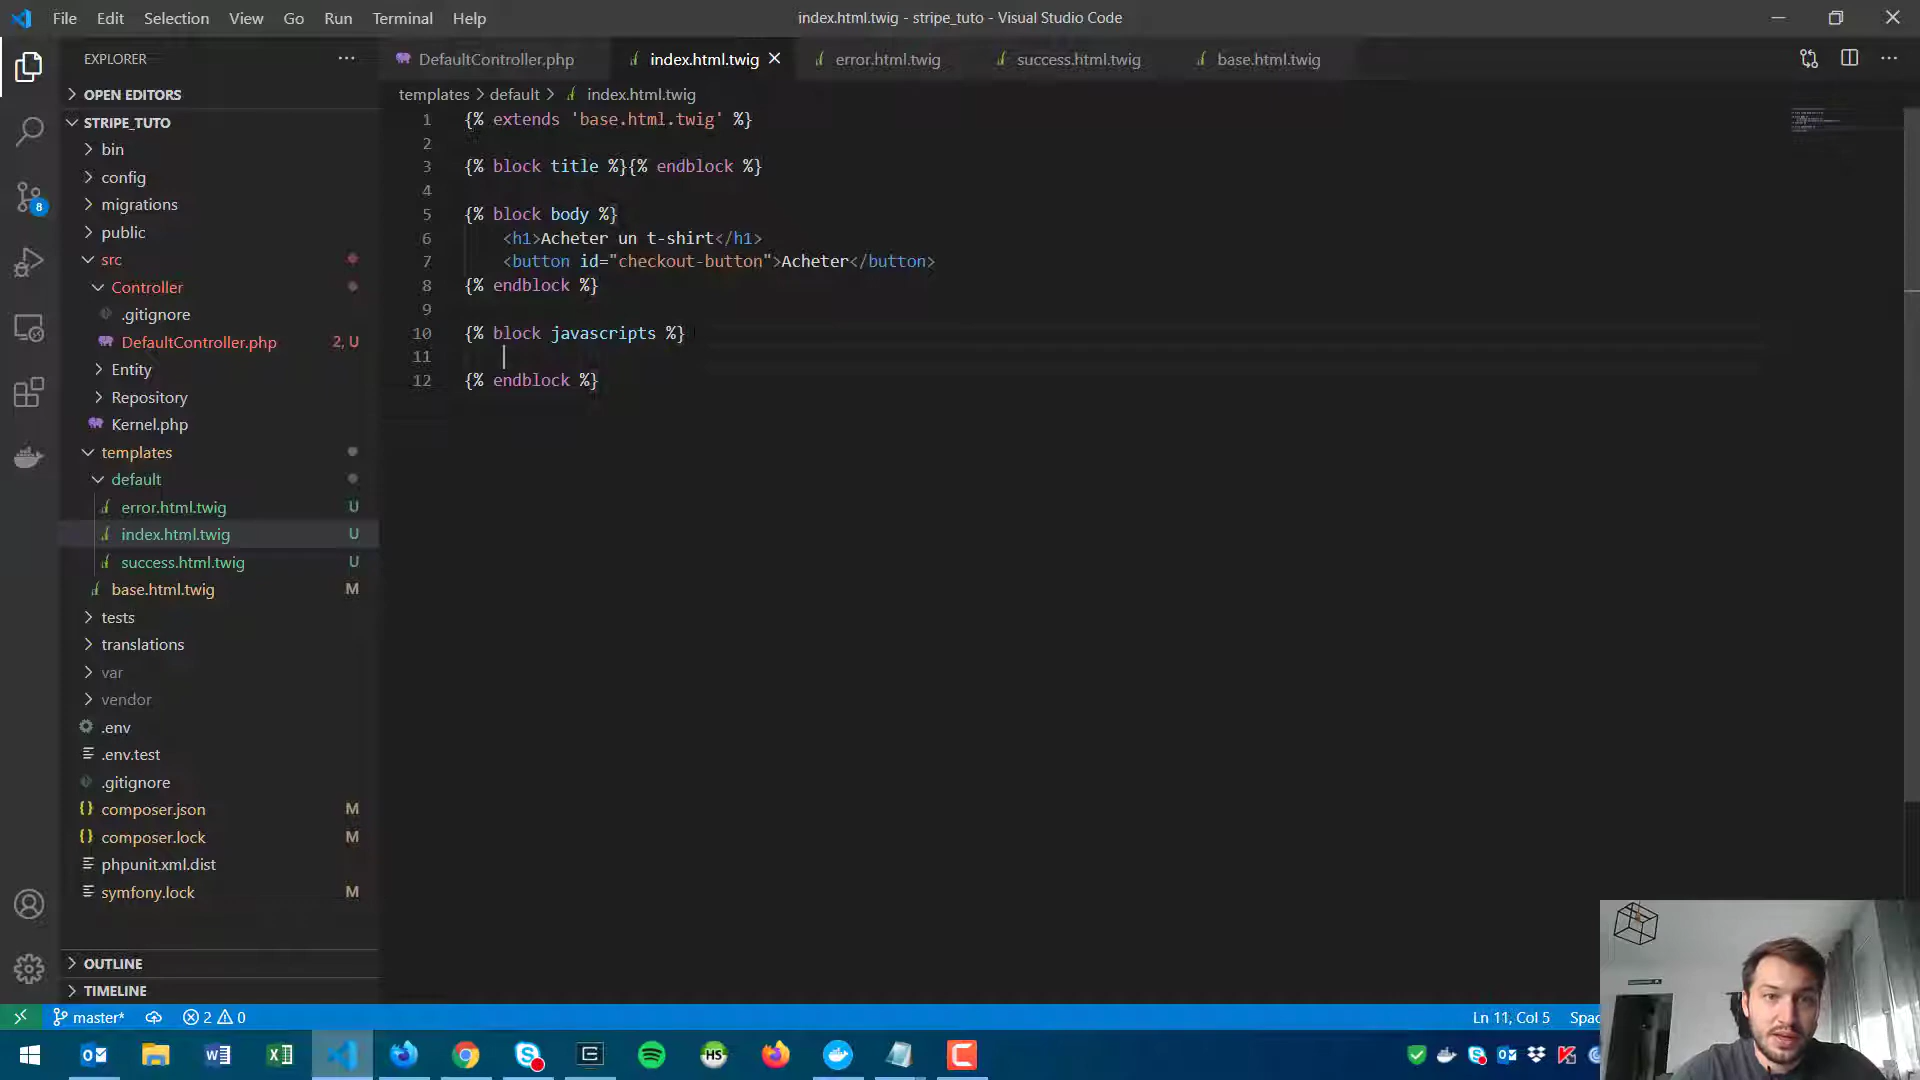 File Edit Selection View Go Run Terminal Help
index.html.twig - stripe_tuto - Visual Studio Code
EXPLORER
DefaultController.php
index.html.twig
error.html.twig
success.html.twig
base.html.twig
OPEN EDITORS
templates > default > index.html.twig
STRIPE_TUTO
bin
config
migrations
public
src
Controller
.gitignore
DefaultController.php 2, U
Entity
Repository
Kernel.php
templates
default
error.html.twig U
index.html.twig U
success.html.twig U
base.html.twig M
tests
translations
var
vendor
.env
.env.test
.gitignore
composer.json M
composer.lock M
phpunit.xml.dist
symfony.lock M
OUTLINE
TIMELINE
8
1 {% extends 'base.html.twig' %}
2
3 {% block title %}{% endblock %}
4
5 {% block body %}
6 <h1>Acheter un t-shirt</h1>
7 <button id="checkout-button">Acheter</button>
8 {% endblock %}
9
10 {% block javascripts %}
11
12 {% endblock %}
master* 2 0
Ln 11, Col 5 Spac
HS